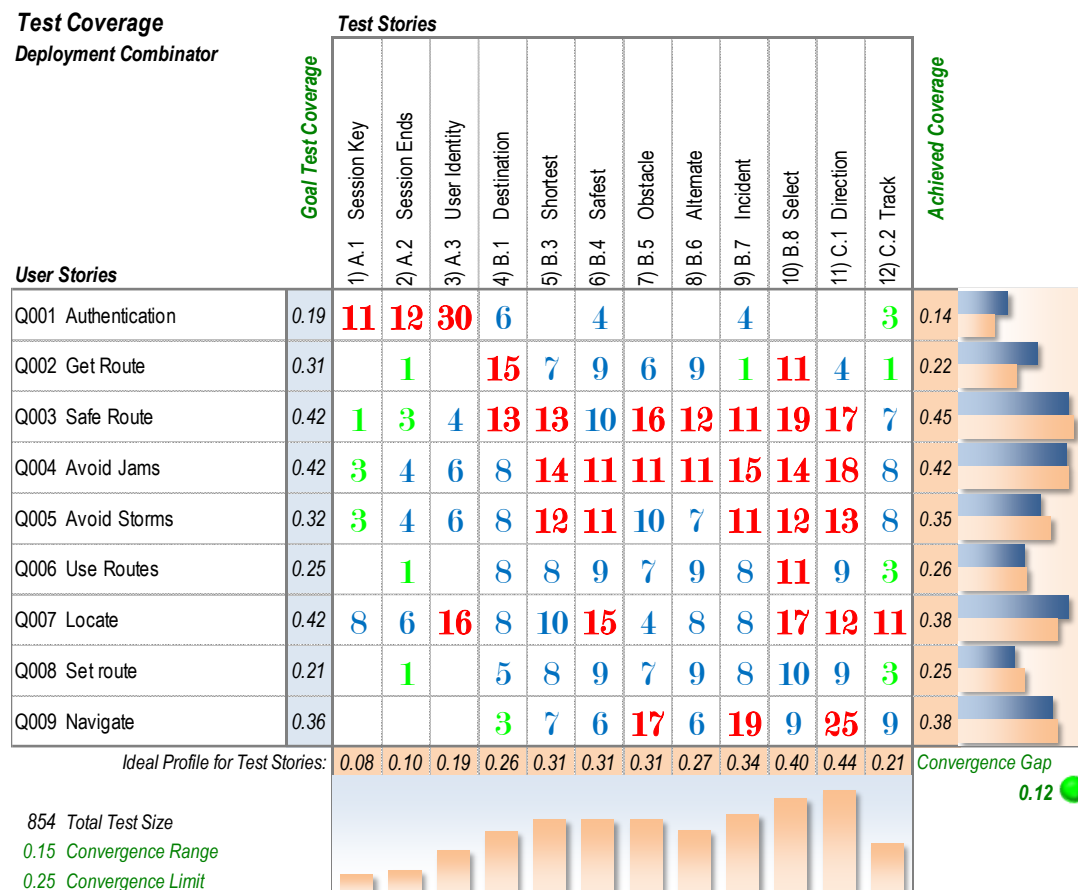 Test Coverage
Test Stories
Deployment Combinator
Goal Test Coverage
1) A.1 Session Key
2) A.2 Session Ends
3) A.3 User Identity
4) B.1 Destination
5) B.3 Shortest
6) B.4 Safest
7) B.5 Obstacle
8) B.6 Alternate
9) B.7 Incident
10) B.8 Select
11) C.1 Direction
12) C.2 Track
Achieved Coverage
User Stories
Q001 Authentication 0.19 11 12 30 6 4 4 3 0.14
Q002 Get Route 0.31 1 15 7 9 6 9 1 11 4 1 0.22
Q003 Safe Route 0.42 1 3 4 13 13 10 16 12 11 19 17 7 0.45
Q004 Avoid Jams 0.42 3 4 6 8 14 11 11 11 15 14 18 8 0.42
Q005 Avoid Storms 0.32 3 4 6 8 12 11 10 7 11 12 13 8 0.35
Q006 Use Routes 0.25 1 8 8 9 7 9 8 11 9 3 0.26
Q007 Locate 0.42 8 6 16 8 10 15 4 8 8 17 12 11 0.38
Q008 Set route 0.21 1 5 8 9 7 9 8 10 9 3 0.25
Q009 Navigate 0.36 3 7 6 17 6 19 9 25 9 0.38
Ideal Profile for Test Stories: 0.08 0.10 0.19 0.26 0.31 0.31 0.31 0.27 0.34 0.40 0.44 0.21 Convergence Gap
0.12
854 Total Test Size
0.15 Convergence Range
0.25 Convergence Limit